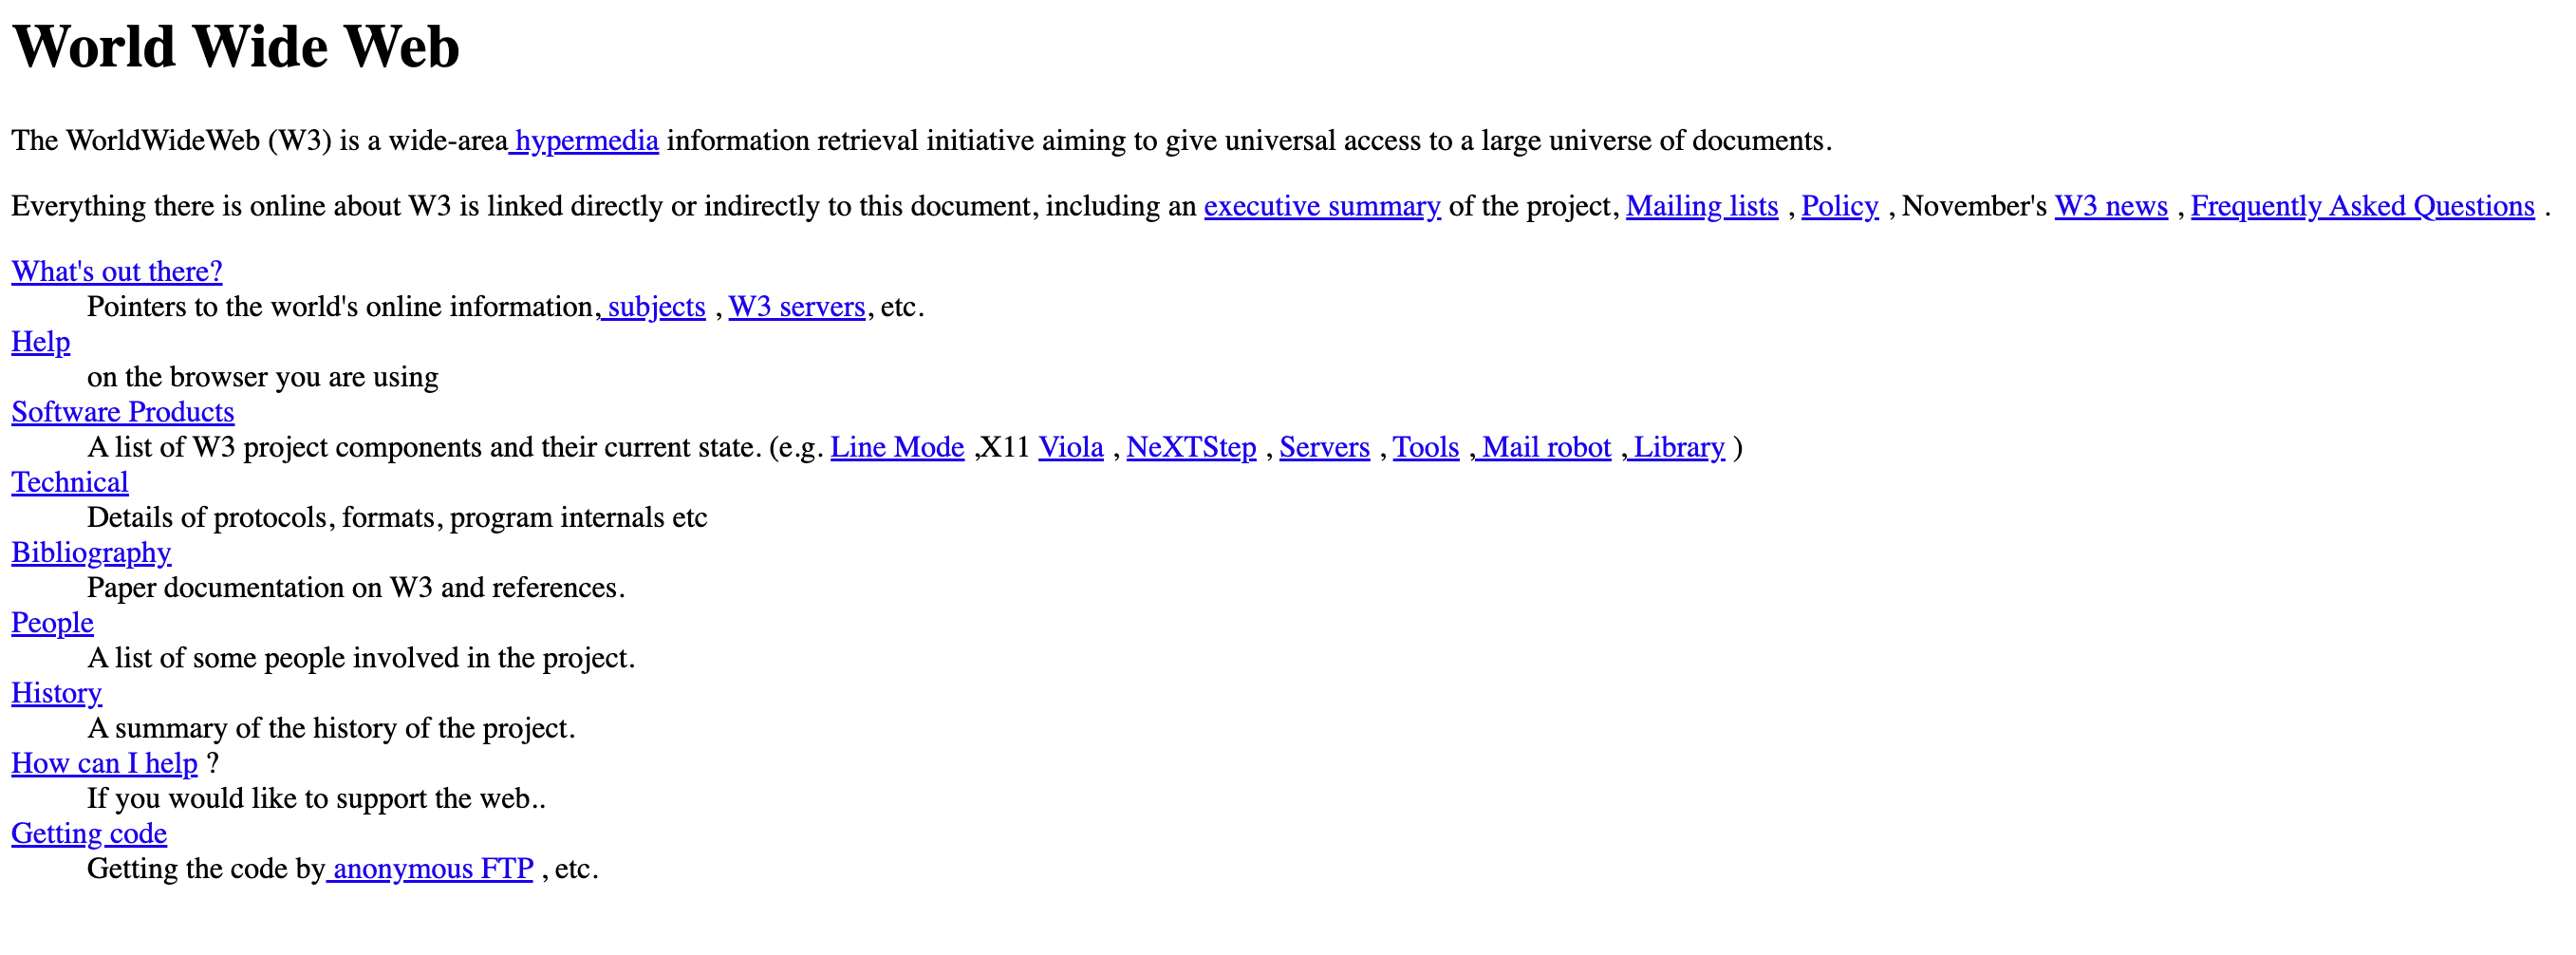 World Wide Web
The WorldWideWeb (W3) is a wide-area hypermedia information retrieval initiative aiming to give universal access to a large universe of documents.
Everything there is online about W3 is linked directly or indirectly to this document, including an executive summary of the project, Mailing lists , Policy , November's W3 news , Frequently Asked Questions .
What's out there?
Pointers to the world's online information, subjects , W3 servers, etc.
Help
on the browser you are using
Software Products
A list of W3 project components and their current state. (e.g. Line Mode ,X11 Viola , NeXTStep , Servers , Tools , Mail robot , Library )
Technical
Details of protocols, formats, program internals etc
Bibliography
Paper documentation on W3 and references.
People
A list of some people involved in the project.
History
A summary of the history of the project.
How can I help ?
If you would like to support the web..
Getting code
Getting the code by anonymous FTP , etc.